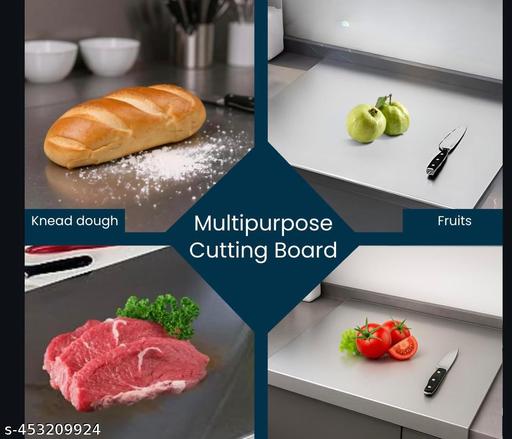 Knead dough
Fruits
Multipurpose
Cutting Board
s-453209924